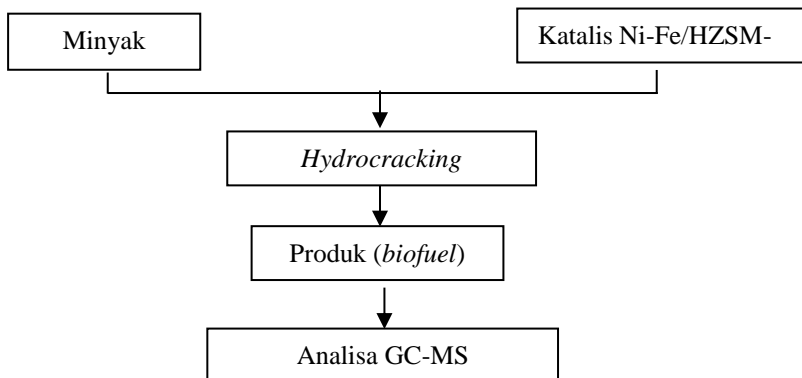 Minyak
Katalis Ni-Fe/HZSM-
Hydrocracking
Produk (biofuel)
Analisa GC-MS